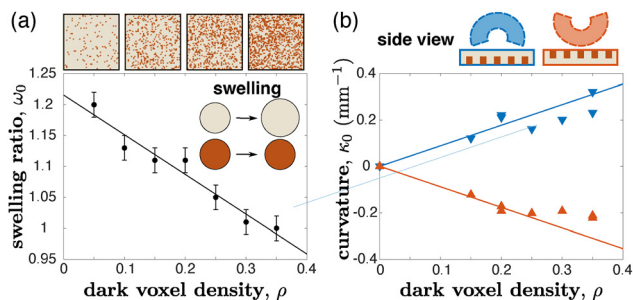 (a)
swelling ratio, ω₀
1.25
1.2
1.15
1.1
1.05
1
0.95
swelling
0
0.1
0.2
0.3
0.4
dark voxel density, ρ
(b)
side view
curvature, κ₀ (mm⁻¹)
0.4
0.2
0
-0.2
-0.4
0
0.1
0.2
0.3
0.4
dark voxel density, ρ